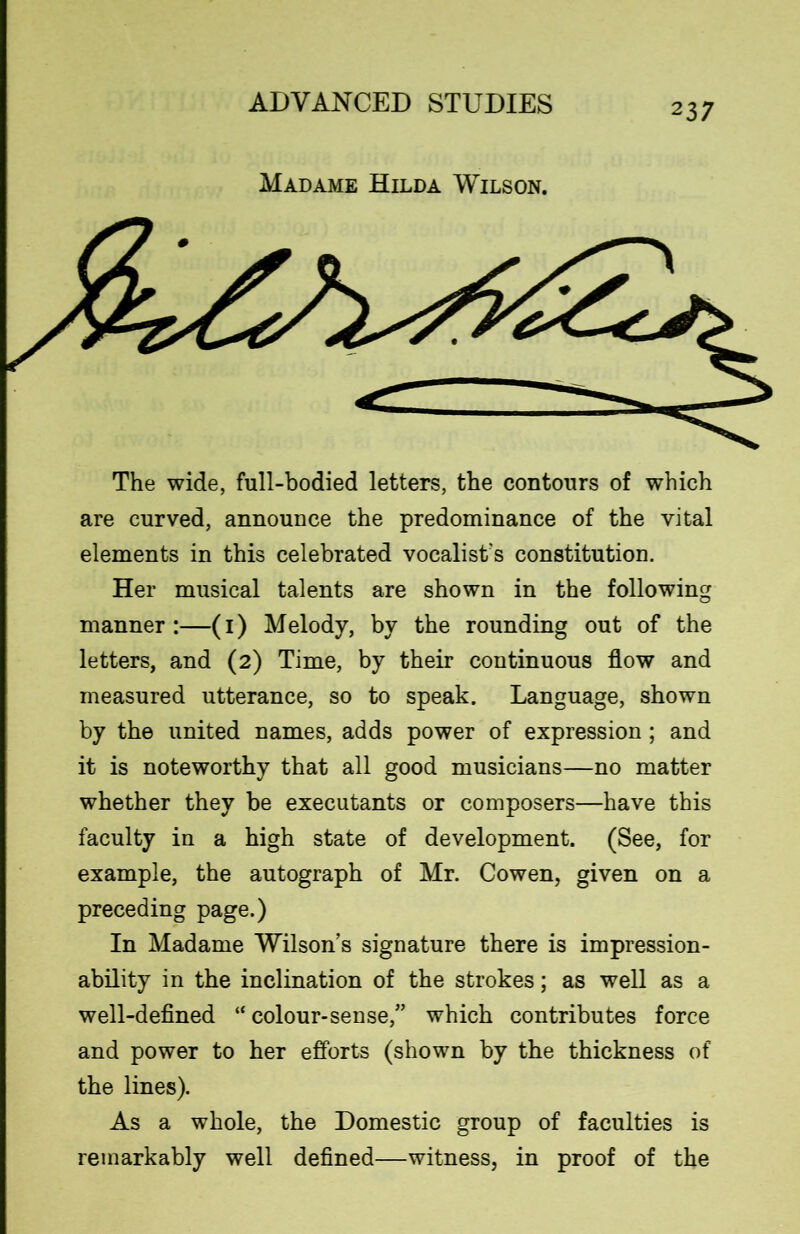 ADVANCED STUDIES
237
MADAME HILDA WILSON.
Hilda Wilson
The wide, full-bodied letters, the contours of which
are curved, announce the predominance of the vital
elements in this celebrated vocalist's constitution.
Her musical talents are shown in the following
manner :—(1) Melody, by the rounding out of the
letters, and (2) Time, by their continuous flow and
measured utterance, so to speak. Language, shown
by the united names, adds power of expression ; and
it is noteworthy that all good musicians—no matter
whether they be executants or composers—have this
faculty in a high state of development. (See, for
example, the autograph of Mr. Cowen, given on a
preceding page.)
In Madame Wilson's signature there is impression-
ability in the inclination of the strokes ; as well as a
well-defined “ colour-sense,” which contributes force
and power to her efforts (shown by the thickness of
the lines).
As a whole, the Domestic group of faculties is
remarkably well defined—witness, in proof of the